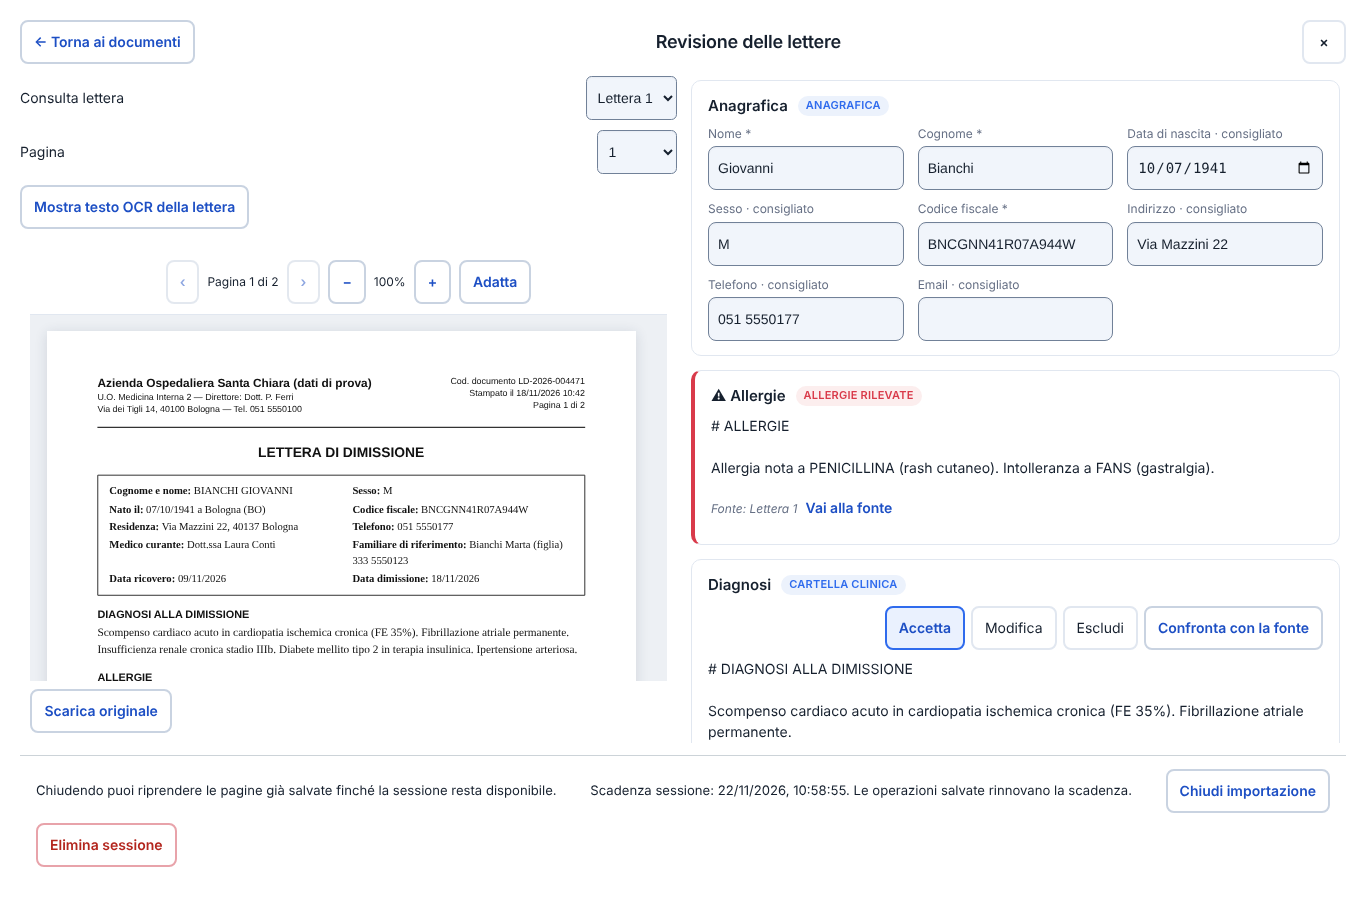 ← Torna ai documenti
Revisione delle lettere
×
Consulta lettera
Lettera 1
Pagina
1
Mostra testo OCR della lettera
‹ Pagina 1 di 2 › − 100% + Adatta
Azienda Ospedaliera Santa Chiara (dati di prova)
U.O. Medicina Interna 2 — Direttore: Dott. P. Ferri
Via dei Tigli 14, 40100 Bologna — Tel. 051 5550100
Cod. documento LD-2026-004471
Stampato il 18/11/2026 10:42
Pagina 1 di 2
LETTERA DI DIMISSIONE
Cognome e nome: BIANCHI GIOVANNI
Sesso: M
Nato il: 07/10/1941 a Bologna (BO)
Codice fiscale: BNCGNN41R07A944W
Residenza: Via Mazzini 22, 40137 Bologna
Telefono: 051 5550177
Medico curante: Dott.ssa Laura Conti
Familiare di riferimento: Bianchi Marta (figlia)
333 5550123
Data ricovero: 09/11/2026
Data dimissione: 18/11/2026
DIAGNOSI ALLA DIMISSIONE
Scompenso cardiaco acuto in cardiopatia ischemica cronica (FE 35%). Fibrillazione atriale permanente.
Insufficienza renale cronica stadio IIIb. Diabete mellito tipo 2 in terapia insulinica. Ipertensione arteriosa.
ALLERGIE
Scarica originale
Anagrafica ANAGRAFICA
Nome *
Cognome *
Data di nascita · consigliato
Giovanni
Bianchi
10/07/1941
Sesso · consigliato
Codice fiscale *
Indirizzo · consigliato
M
BNCGNN41R07A944W
Via Mazzini 22
Telefono · consigliato
Email · consigliato
051 5550177
⚠ Allergie ALLERGIE RILEVATE
# ALLERGIE
Allergia nota a PENICILLINA (rash cutaneo). Intolleranza a FANS (gastralgia).
Fonte: Lettera 1 Vai alla fonte
Diagnosi CARTELLA CLINICA
Accetta
Modifica
Escludi
Confronta con la fonte
# DIAGNOSI ALLA DIMISSIONE
Scompenso cardiaco acuto in cardiopatia ischemica cronica (FE 35%). Fibrillazione atriale
permanente.
Chiudendo puoi riprendere le pagine già salvate finché la sessione resta disponibile.
Scadenza sessione: 22/11/2026, 10:58:55. Le operazioni salvate rinnovano la scadenza.
Chiudi importazione
Elimina sessione